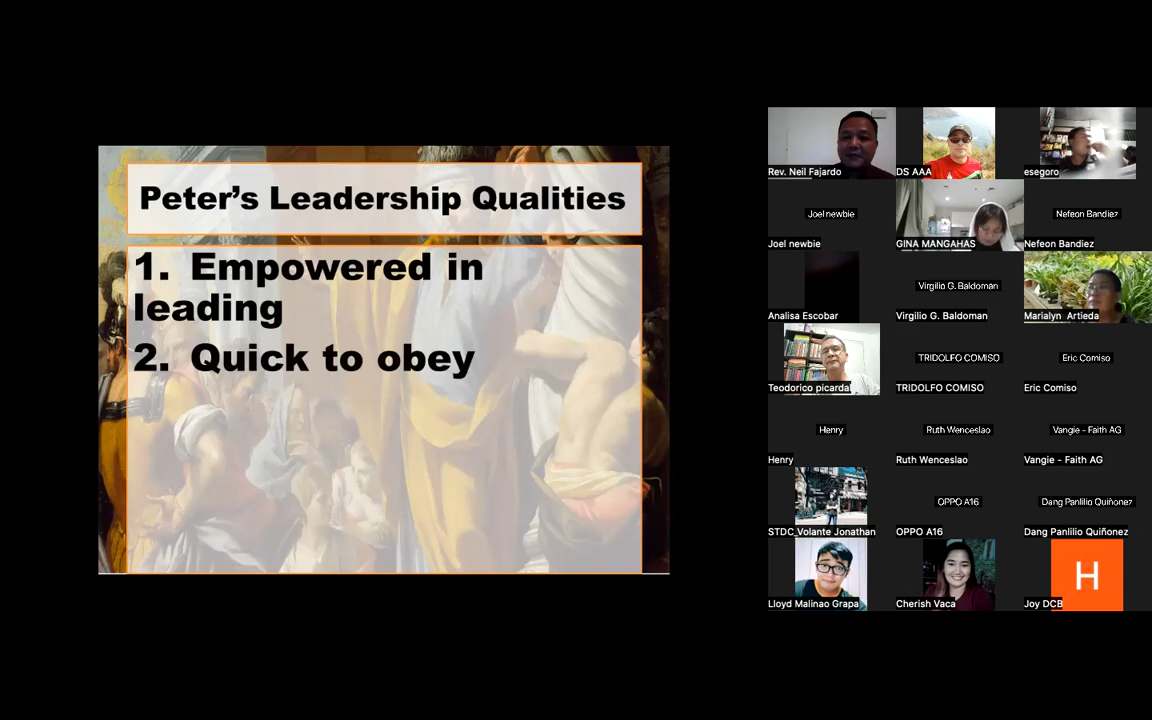 Peter’s Leadership Qualities
1. Empowered in
leading
2. Quick to obey
Rev. Neil Fajardo
DS AAA
esegoro
Joel newbie
Joel newbie
GINA MANGAHAS
Nefeon Bandiez
Nefeon Bandiez
Analisa Escobar
Virgilio G. Baldoman
Virgilio G. Baldoman
Marialyn Artieda
Teodorico picardal
TRIDOLFO COMISO
TRIDOLFO COMISO
Eric Comiso
Eric Comiso
Henry
Henry
Ruth Wenceslao
Ruth Wenceslao
Vangie - Faith AG
Vangie - Faith AG
STDC_Volante Jonathan
OPPO A16
OPPO A16
Dang Panlilio Quiñonez
Dang Panlilio Quiñonez
Lloyd Malinao Grapa
Cherish Vaca
H
Joy DCB